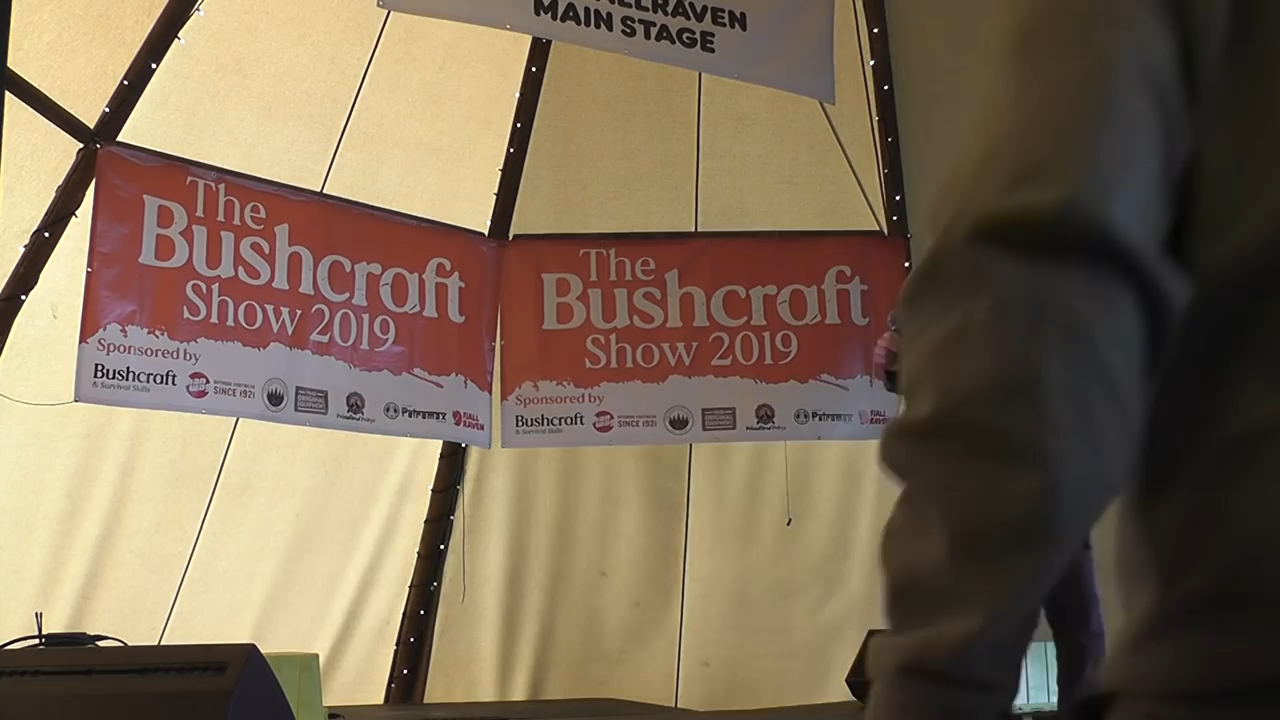 MAIN STAGE
The
Bushcraft
Show 2019
Sponsored by
Bushcraft
& Survival Skills
SINCE 1921
Petromax
FJALL
RAVEN
The
Bushcraft
Show 2019
Sponsored by
Bushcraft
& Survival Skills
SINCE 1921
Petromax